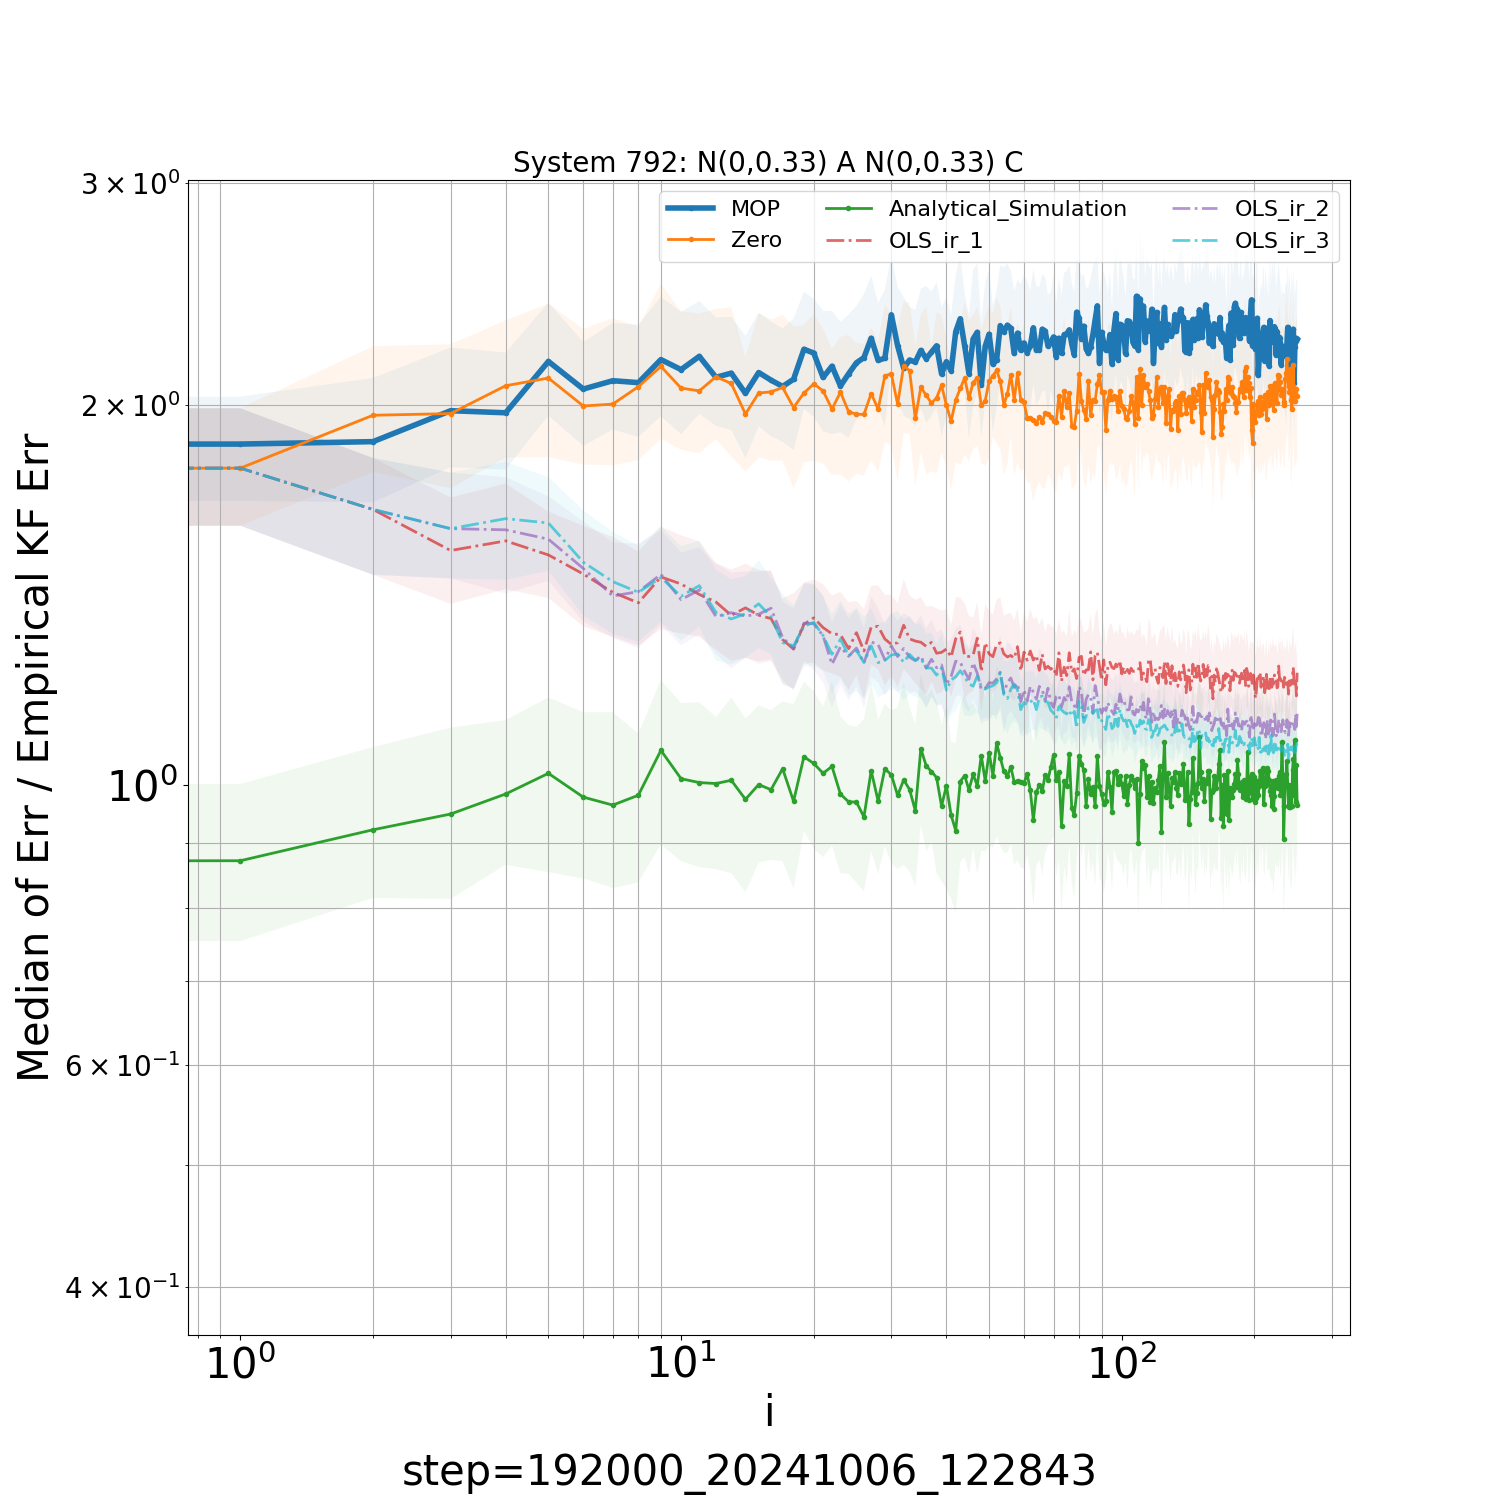 System 792: N(0,0.33) A N(0,0.33) C
MOP
Zero
Analytical_Simulation
OLS_ir_1
OLS_ir_2
OLS_ir_3
Median of Err / Empirical KF Err
3 × 10⁰
2 × 10⁰
10⁰
6 × 10⁻¹
4 × 10⁻¹
10⁰
10¹
10²
i
step=192000_20241006_122843